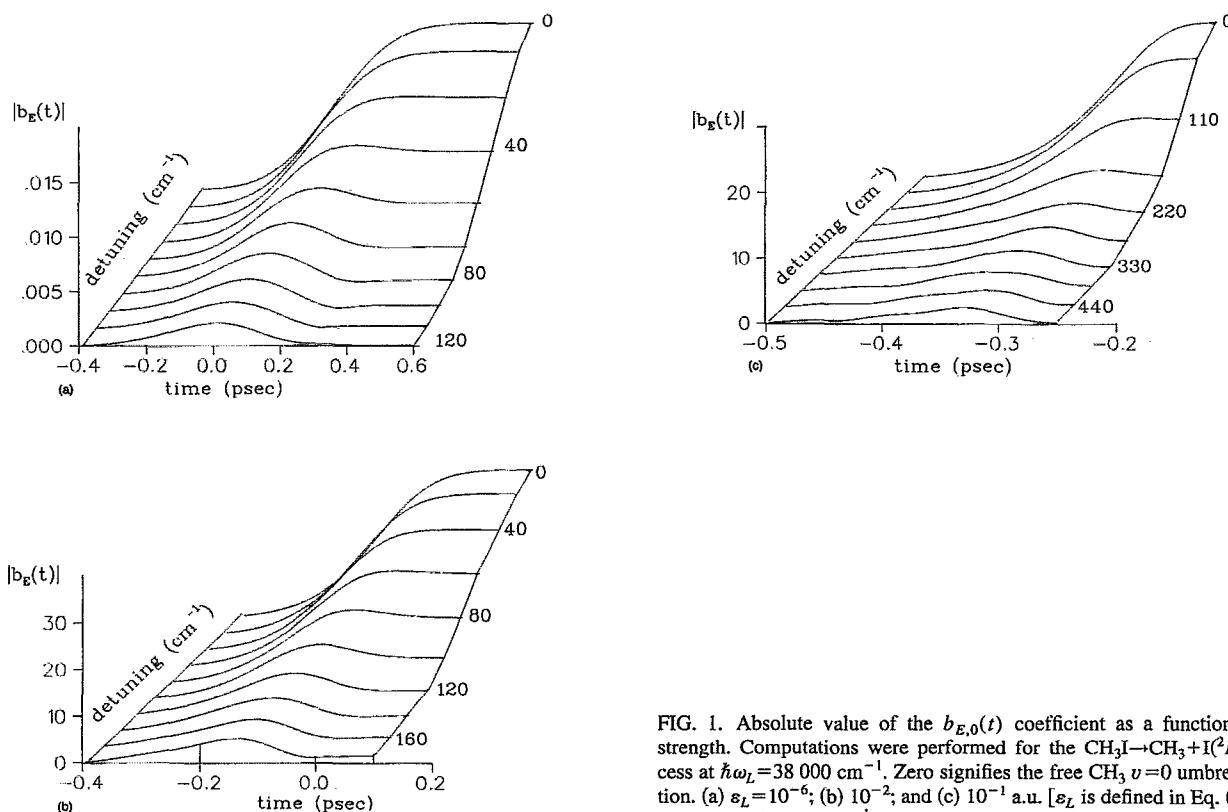 0
|b_E(t)|
40
.015
.010
.005
.000
detuning (cm⁻¹)
80
120
−0.4 −0.2 0.0 0.2 0.4 0.6
time (psec)
(a)
0
|b_E(t)|
110
20
10
0
detuning (cm⁻¹)
220
330
440
−0.5 −0.4 −0.3 −0.2
time (psec)
(c)
0
40
|b_E(t)|
30
20
10
0
detuning (cm⁻¹)
80
120
160
−0.4 −0.2 0.0 0.2
time (psec)
(b)
FIG. 1. Absolute value of the b_{E,0}(t) coefficient as a function
strength. Computations were performed for the CH₃I→CH₃+I(²
cess at ℏω_L=38 000 cm⁻¹. Zero signifies the free CH₃ v=0 umbre
tion. (a) ε_L=10⁻⁶; (b) 10⁻²; and (c) 10⁻¹ a.u. [ε_L is defined in Eq. (